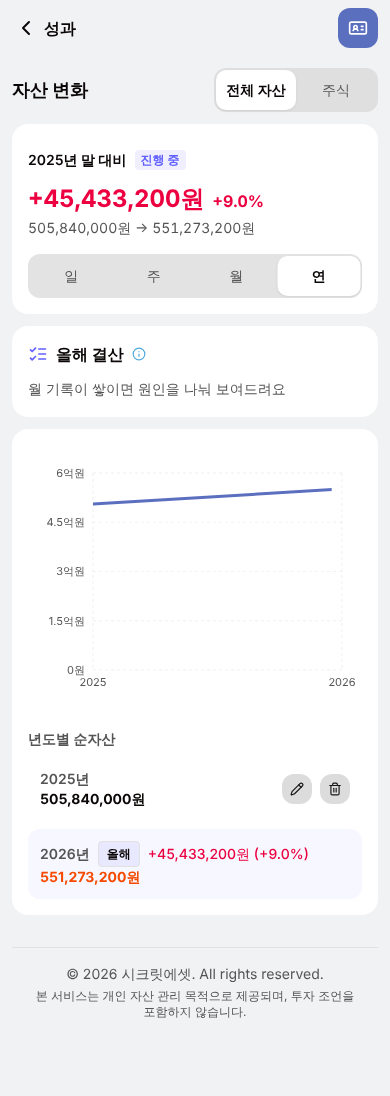 성과
자산 변화
전체 자산 주식
2025년 말 대비 진행 중
+45,433,200원 +9.0%
505,840,000원 → 551,273,200원
일 주 월 연
올해 결산
월 기록이 쌓이면 원인을 나눠 보여드려요
6억원
4.5억원
3억원
1.5억원
0원
2025 2026
년도별 순자산
2025년
505,840,000원
2026년 올해 +45,433,200원 (+9.0%)
551,273,200원
© 2026 시크릿에셋. All rights reserved.
본 서비스는 개인 자산 관리 목적으로 제공되며, 투자 조언을
포함하지 않습니다.